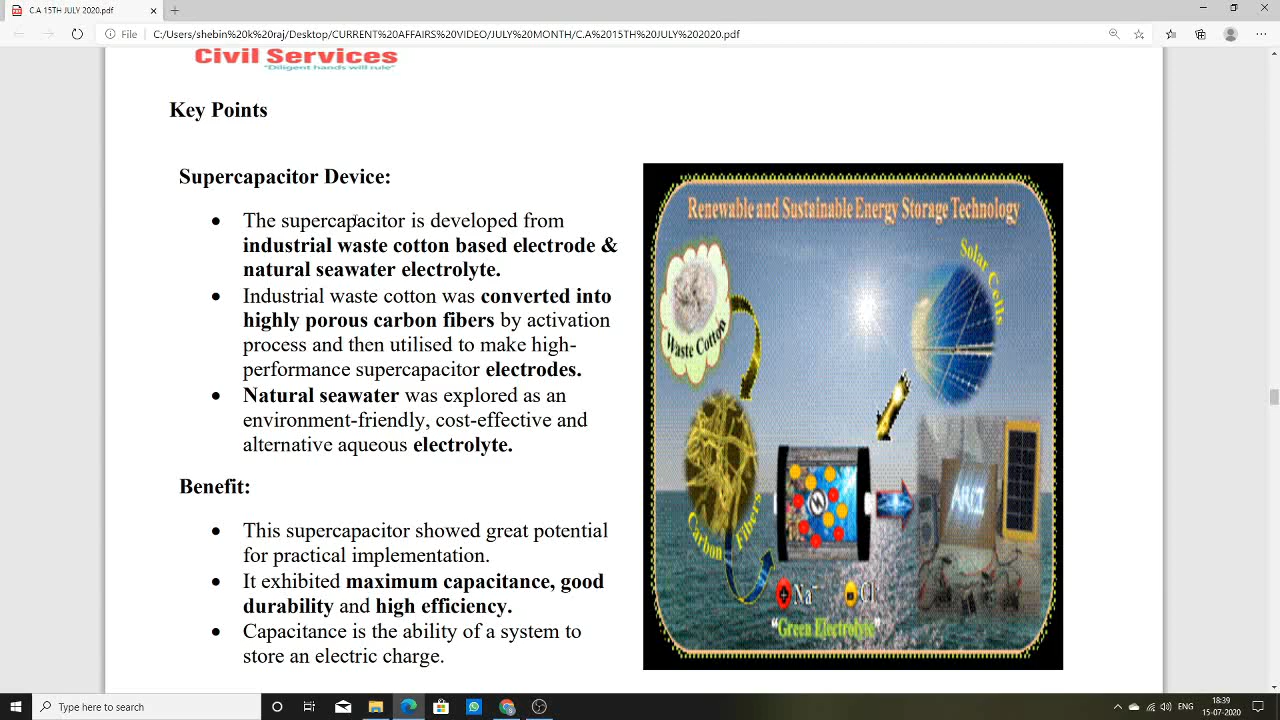 C.A 15TH JULY 2020.pdf
File
C:/Users/shebin%20k%20raj/Desktop/CURRENT%20AFFAIRS%20VIDEO/JULY%20MONTH/C.A%2015TH%20JULY%202020.pdf
Civil Services
"Diligent hands will rule"
Key Points
Supercapacitor Device:
• The supercapacitor is developed from
industrial waste cotton based electrode &
natural seawater electrolyte.
• Industrial waste cotton was converted into
highly porous carbon fibers by activation
process and then utilised to make high-
performance supercapacitor electrodes.
• Natural seawater was explored as an
environment-friendly, cost-effective and
alternative aqueous electrolyte.
Benefit:
• This supercapacitor showed great potential
for practical implementation.
• It exhibited maximum capacitance, good
durability and high efficiency.
• Capacitance is the ability of a system to
store an electric charge.
Renewable and Sustainable Energy Storage Technology
Solar Cells
Waste Cotton
Carbon Fibers
ARCI
Na
Cl
"Green Electrolyte"
Type here to search
ENG
18:39
15-07-2020